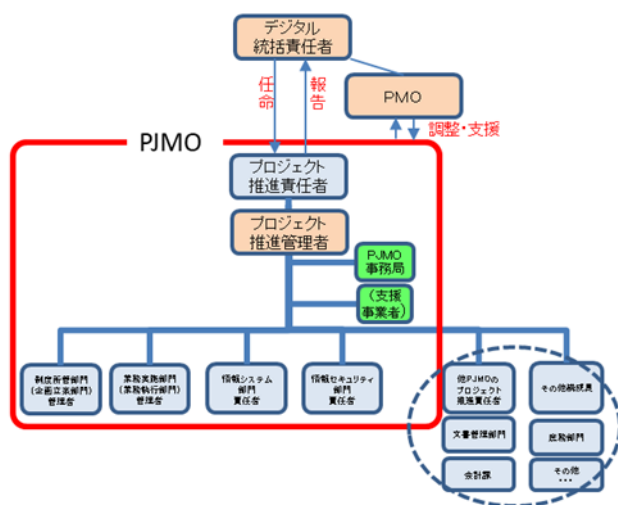 デジタル
統括責任者
任命
報告
PMO
調整・支援
PJMO
プロジェクト
推進責任者
プロジェクト
推進管理者
PJMO
事務局
(支援
事業者)
制度所管部門
(企画立案部門)
管理者
業務実施部門
(業務執行部門)
管理者
情報システム
部門
責任者
情報セキュリティ
部門
責任者
他PJMOの
プロジェクト
推進責任者
その他
文書管理部門
庶務部門
会計課
その他
・・・